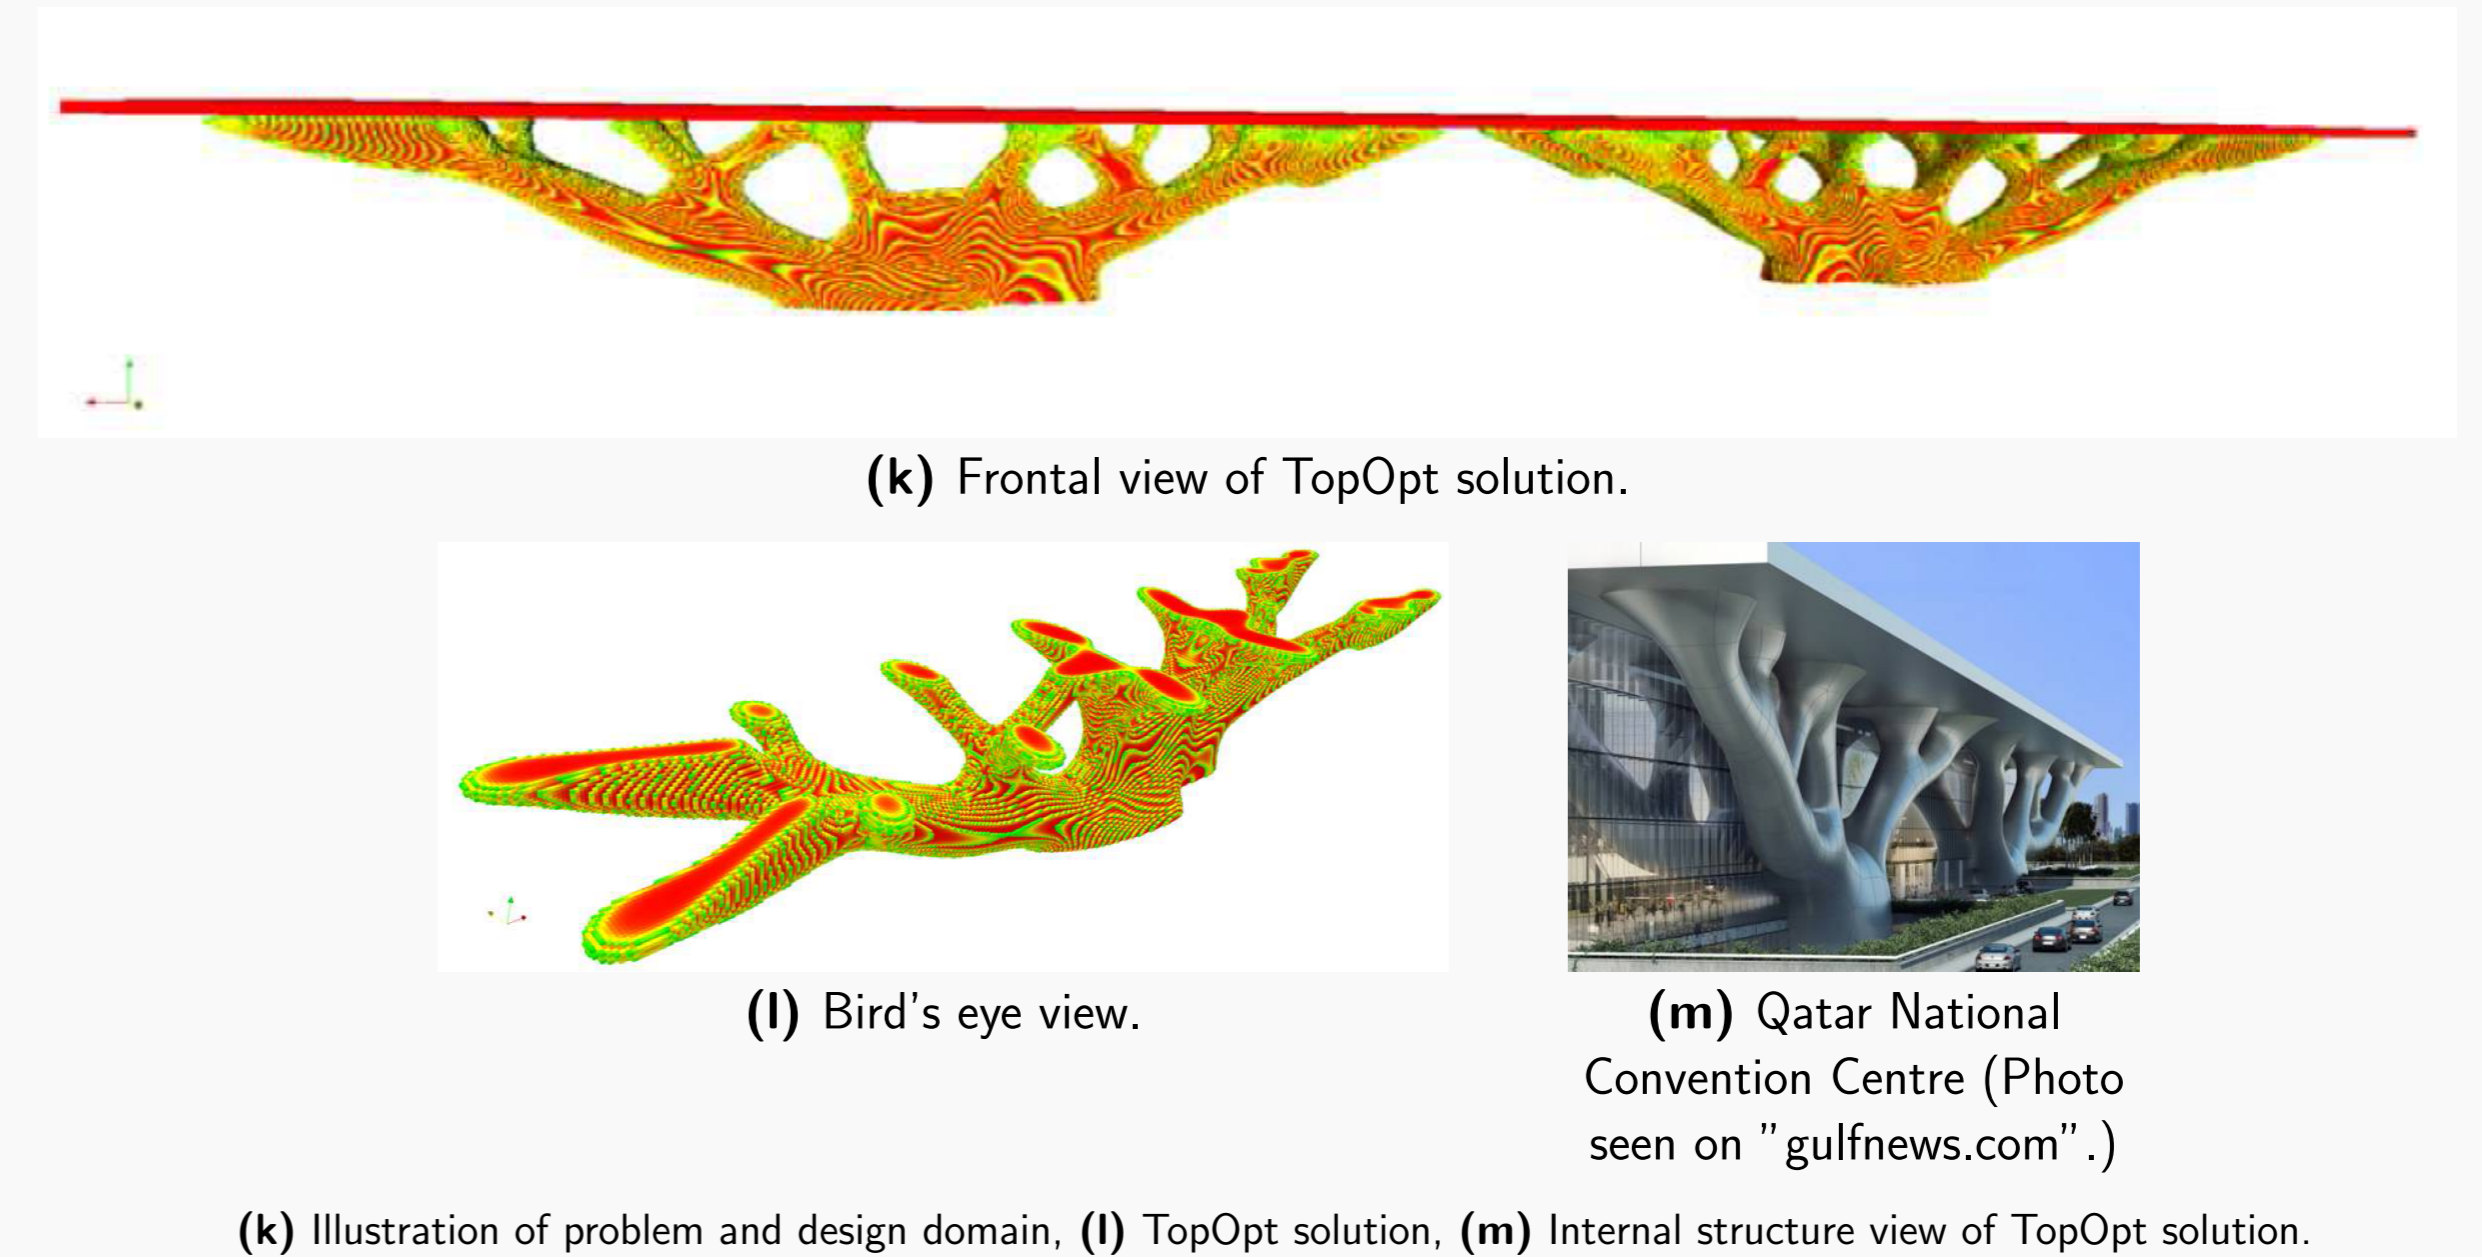 (k) Frontal view of TopOpt solution.
(l) Bird's eye view.
(m) Qatar National
Convention Centre (Photo
seen on "gulfnews.com".)
(k) Illustration of problem and design domain, (l) TopOpt solution, (m) Internal structure view of TopOpt solution.